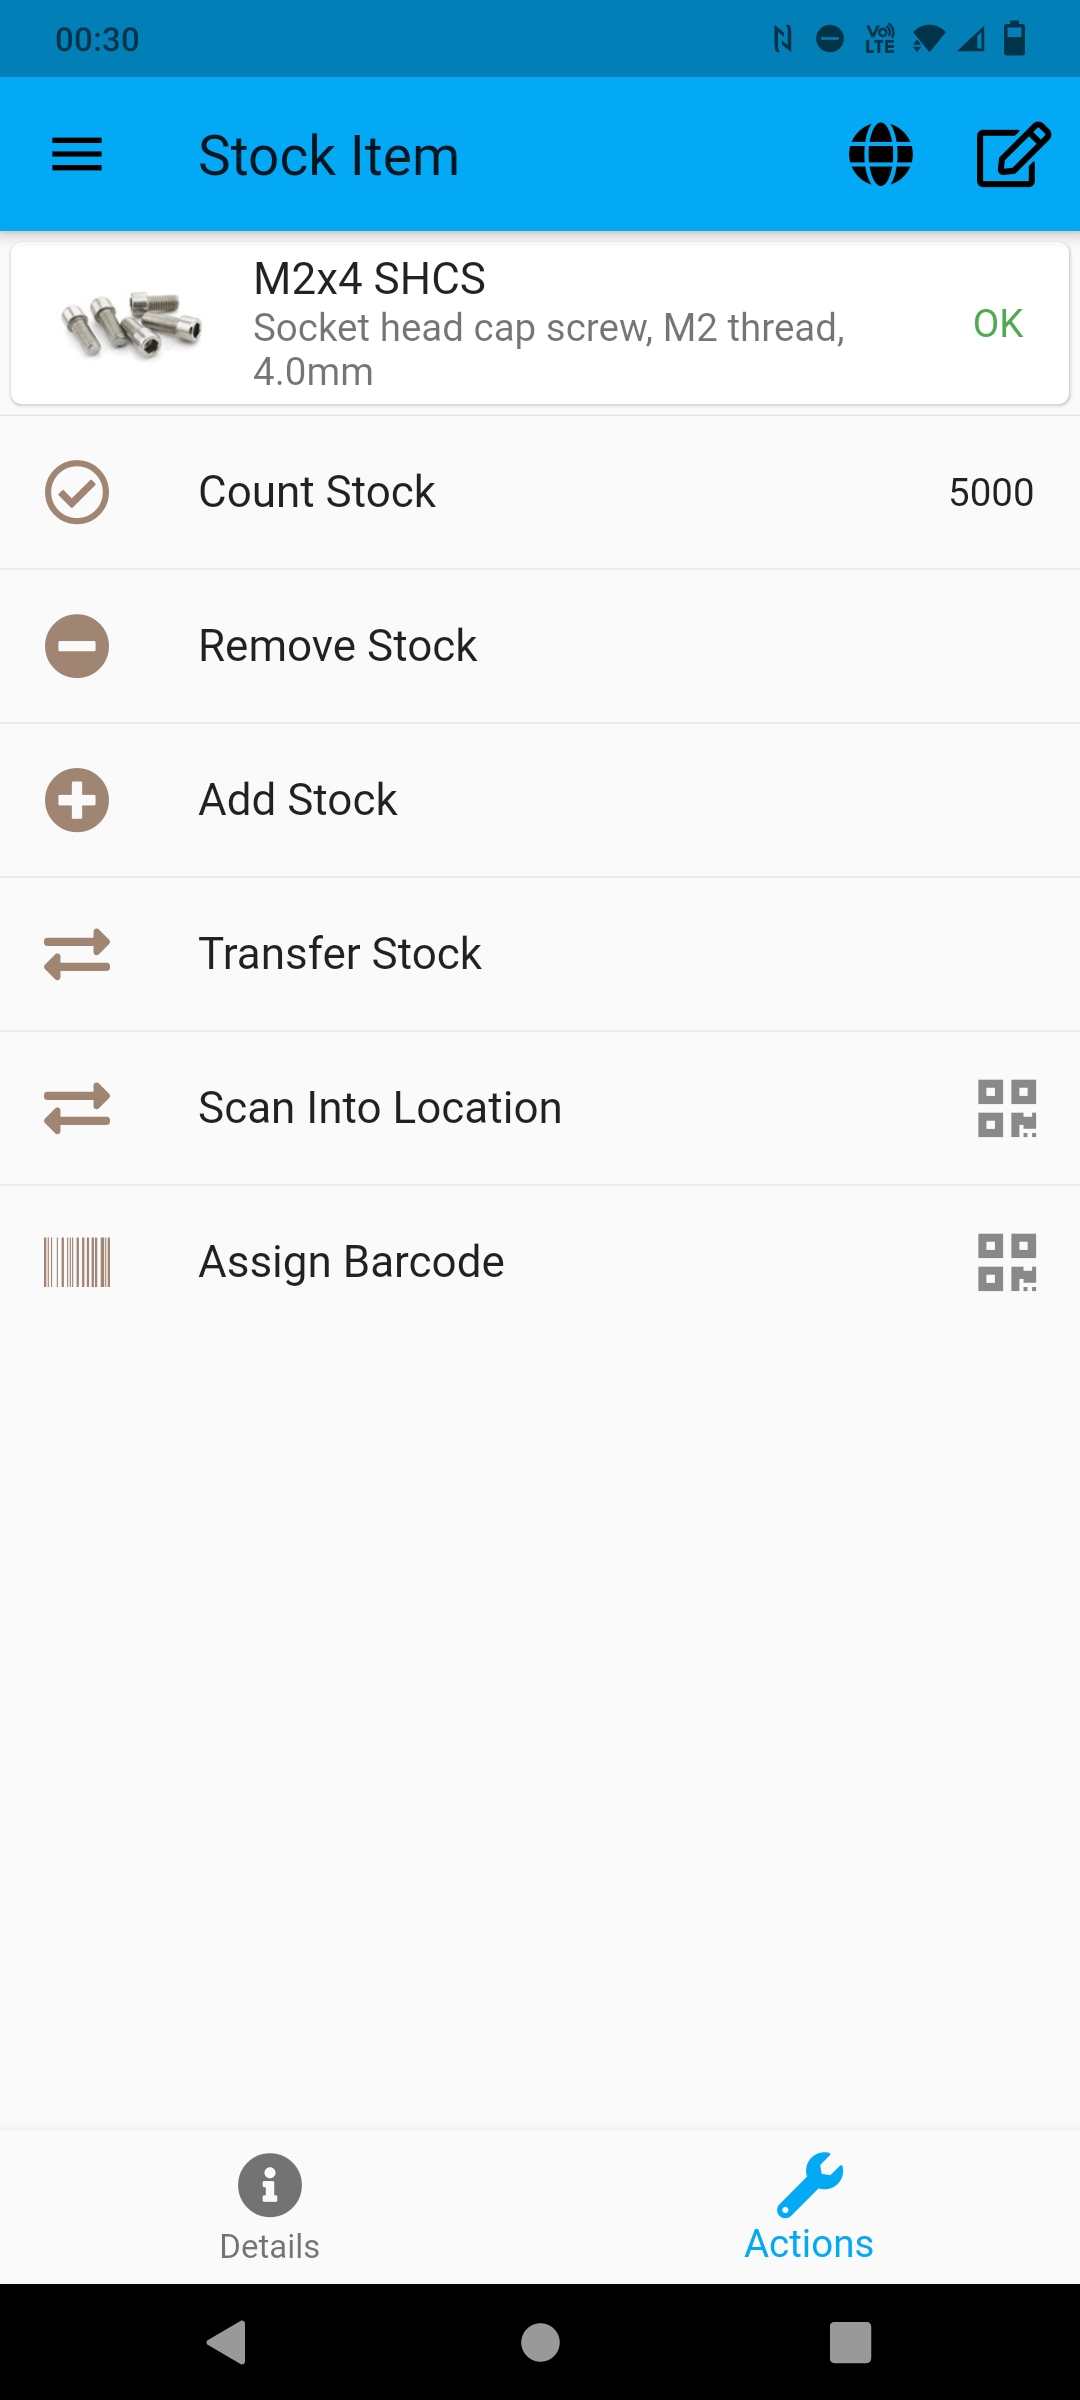 00:30
Vo) LTE
Stock Item
M2x4 SHCS
Socket head cap screw, M2 thread,
4.0mm
OK
Count Stock
5000
Remove Stock
Add Stock
Transfer Stock
Scan Into Location
Assign Barcode
Details
Actions